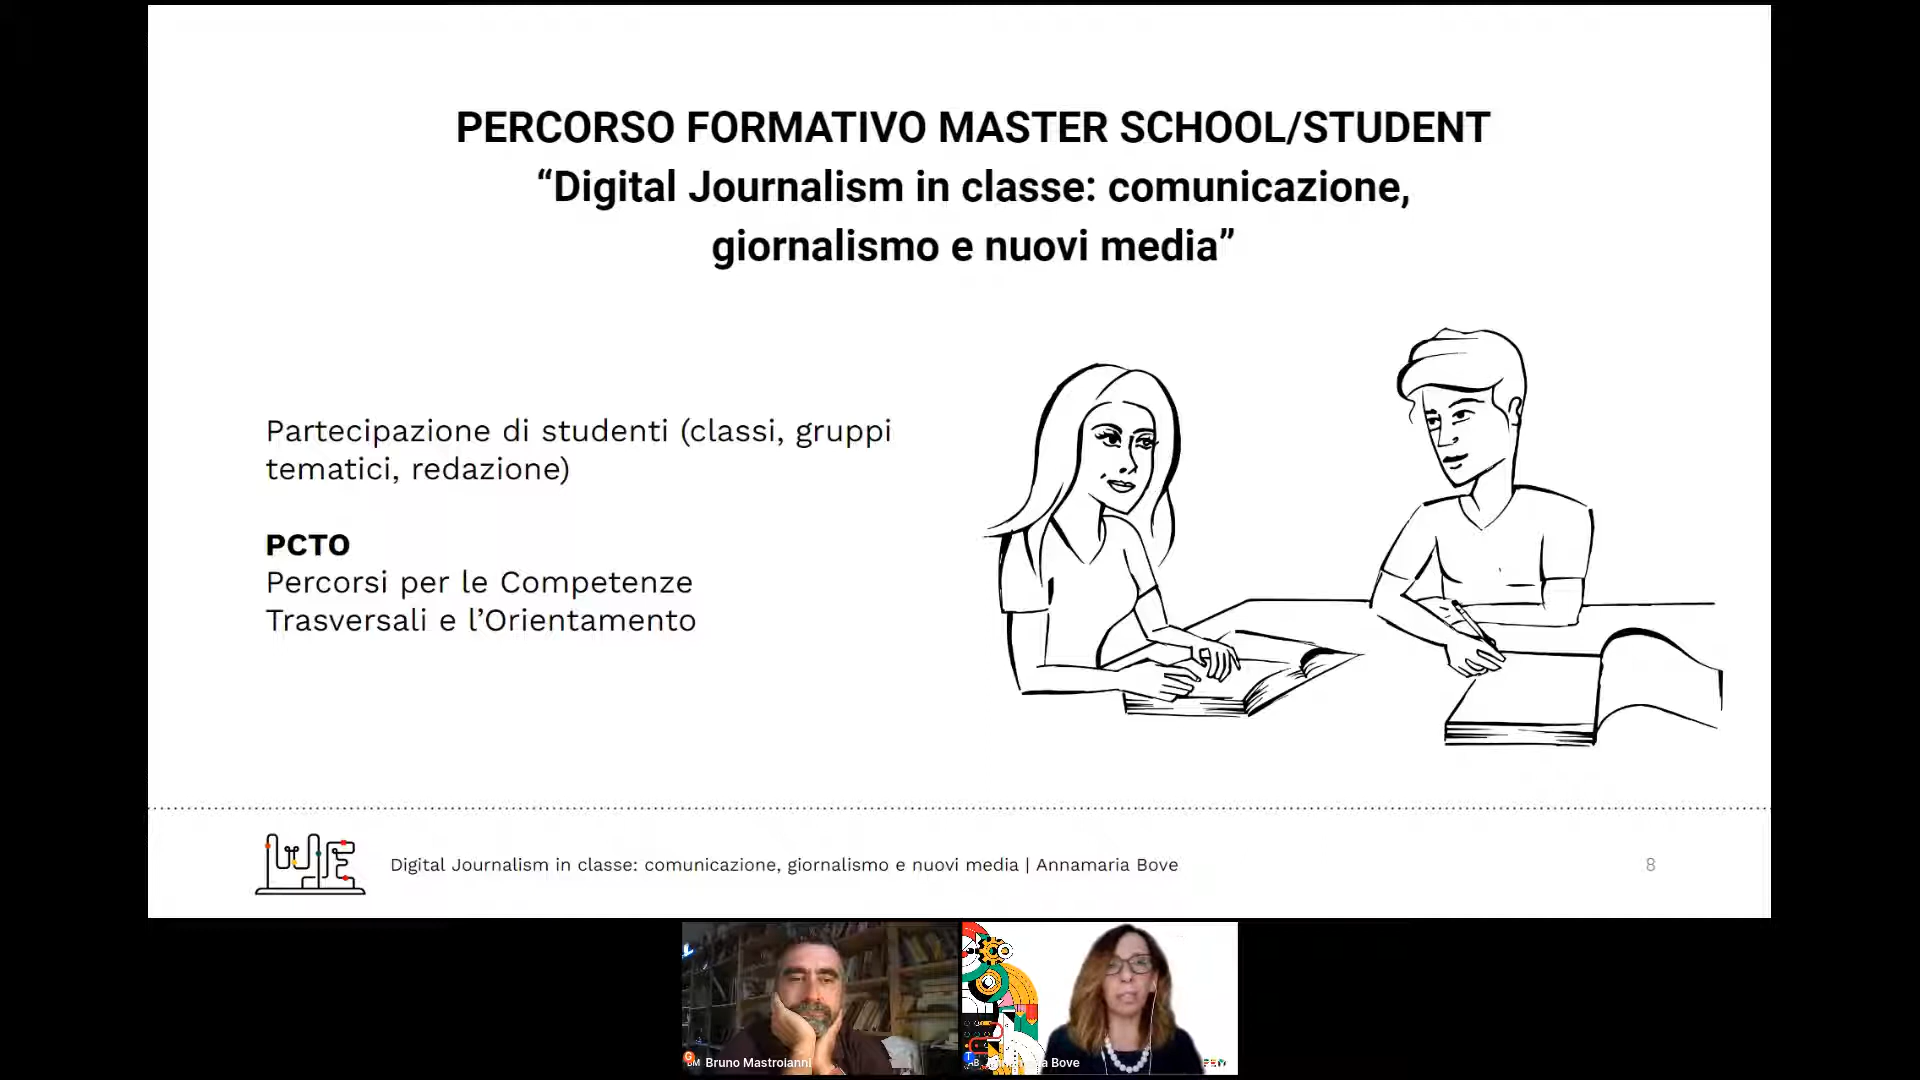 PERCORSO FORMATIVO MASTER SCHOOL/STUDENT
“Digital Journalism in classe: comunicazione,
giornalismo e nuovi media”
Partecipazione di studenti (classi, gruppi
tematici, redazione)
PCTO
Percorsi per le Competenze
Trasversali e l’Orientamento
Digital Journalism in classe: comunicazione, giornalismo e nuovi media | Annamaria Bove
8
BM Bruno Mastroianni
AB Bove